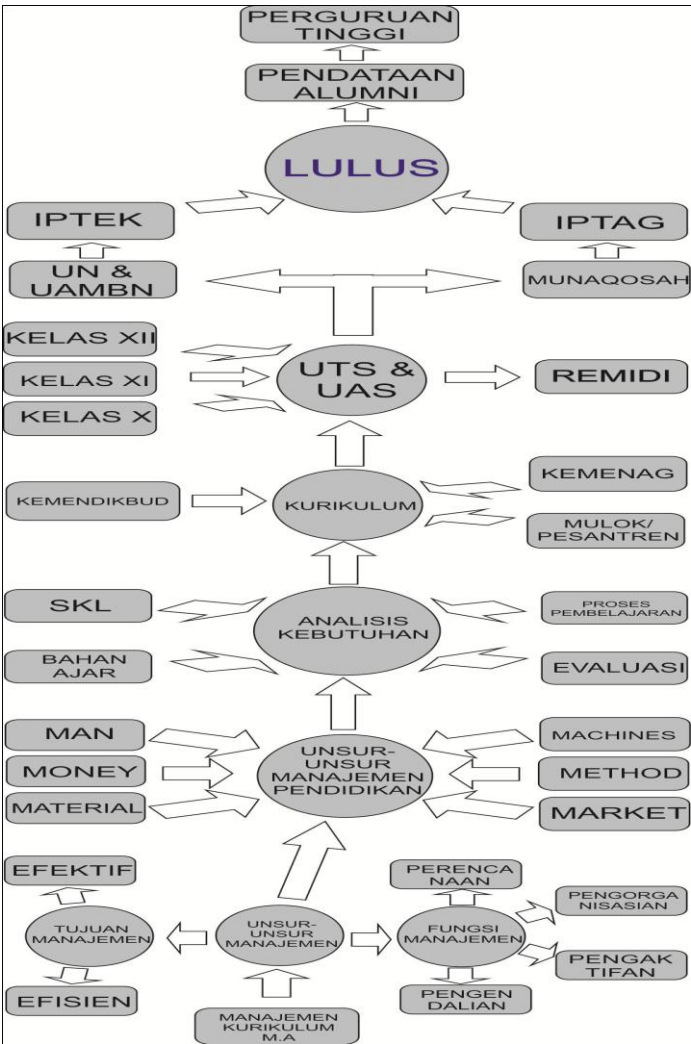 PERGURUAN
TINGGI
PENDATAAN
ALUMNI
LULUS
IPTEK
IPTAG
UN &
UAMBN
MUNAQOSAH
KELAS XII
KELAS XI
KELAS X
UTS &
UAS
REMIDI
KEMENDIKBUD
KURIKULUM
KEMENAG
MULOK/
PESANTREN
SKL
BAHAN
AJAR
ANALISIS
KEBUTUHAN
PROSES
PEMBELAJARAN
EVALUASI
MAN
MONEY
MATERIAL
UNSUR-
UNSUR
MANAJEMEN
PENDIDIKAN
MACHINES
METHOD
MARKET
EFEKTIF
TUJUAN
MANAJEMEN
EFISIEN
UNSUR-
UNSUR
MANAJEMEN
MANAJEMEN
KURIKULUM
M.A
PERENCA
NAAN
FUNGSI
MANAJEMEN
PENGORGA
NISASIAN
PENGAK
TIFAN
PENGEN
DALIAN